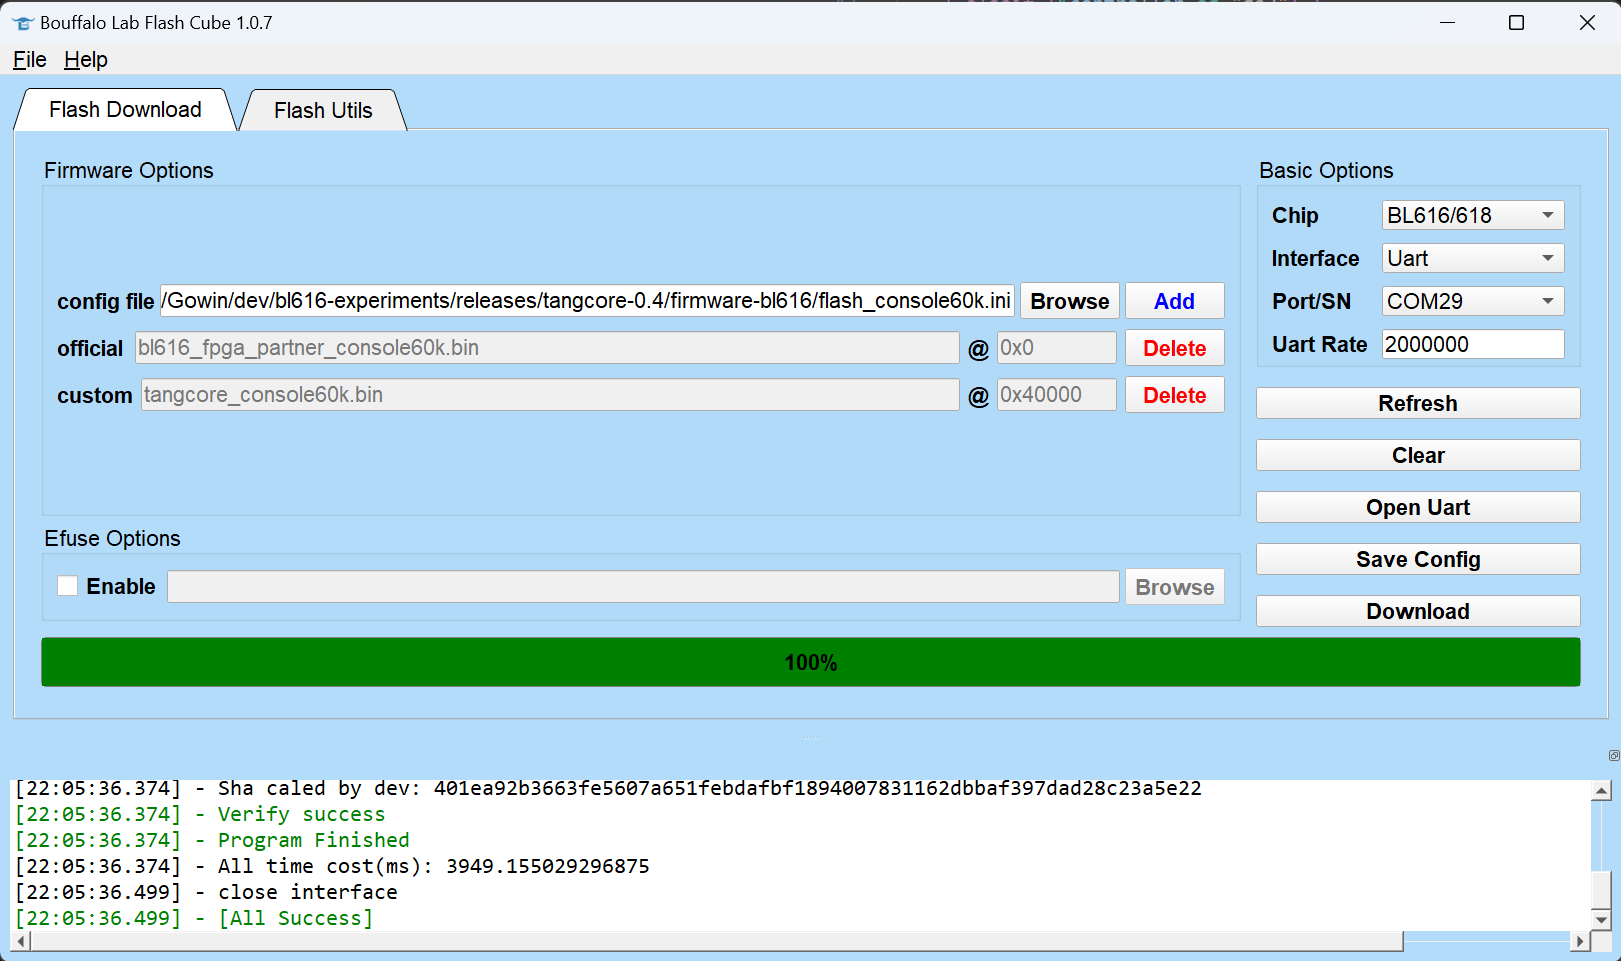 Bouffalo Lab Flash Cube 1.0.7
File Help
Flash Download Flash Utils
Firmware Options
config file /Gowin/dev/bl616-experiments/releases/tangcore-0.4/firmware-bl616/flash_console60k.ini Browse Add
official bl616_fpga_partner_console60k.bin @ 0x0 Delete
custom tangcore_console60k.bin @ 0x40000 Delete
Efuse Options
Enable Browse
Basic Options
Chip BL616/618
Interface Uart
Port/SN COM29
Uart Rate 2000000
Refresh
Clear
Open Uart
Save Config
Download
100%
[22:05:36.374] - Sha caled by dev: 401ea92b3663fe5607a651febdafbf1894007831162dbbaf397dad28c23a5e22
[22:05:36.374] - Verify success
[22:05:36.374] - Program Finished
[22:05:36.374] - All time cost(ms): 3949.155029296875
[22:05:36.499] - close interface
[22:05:36.499] - [All Success]